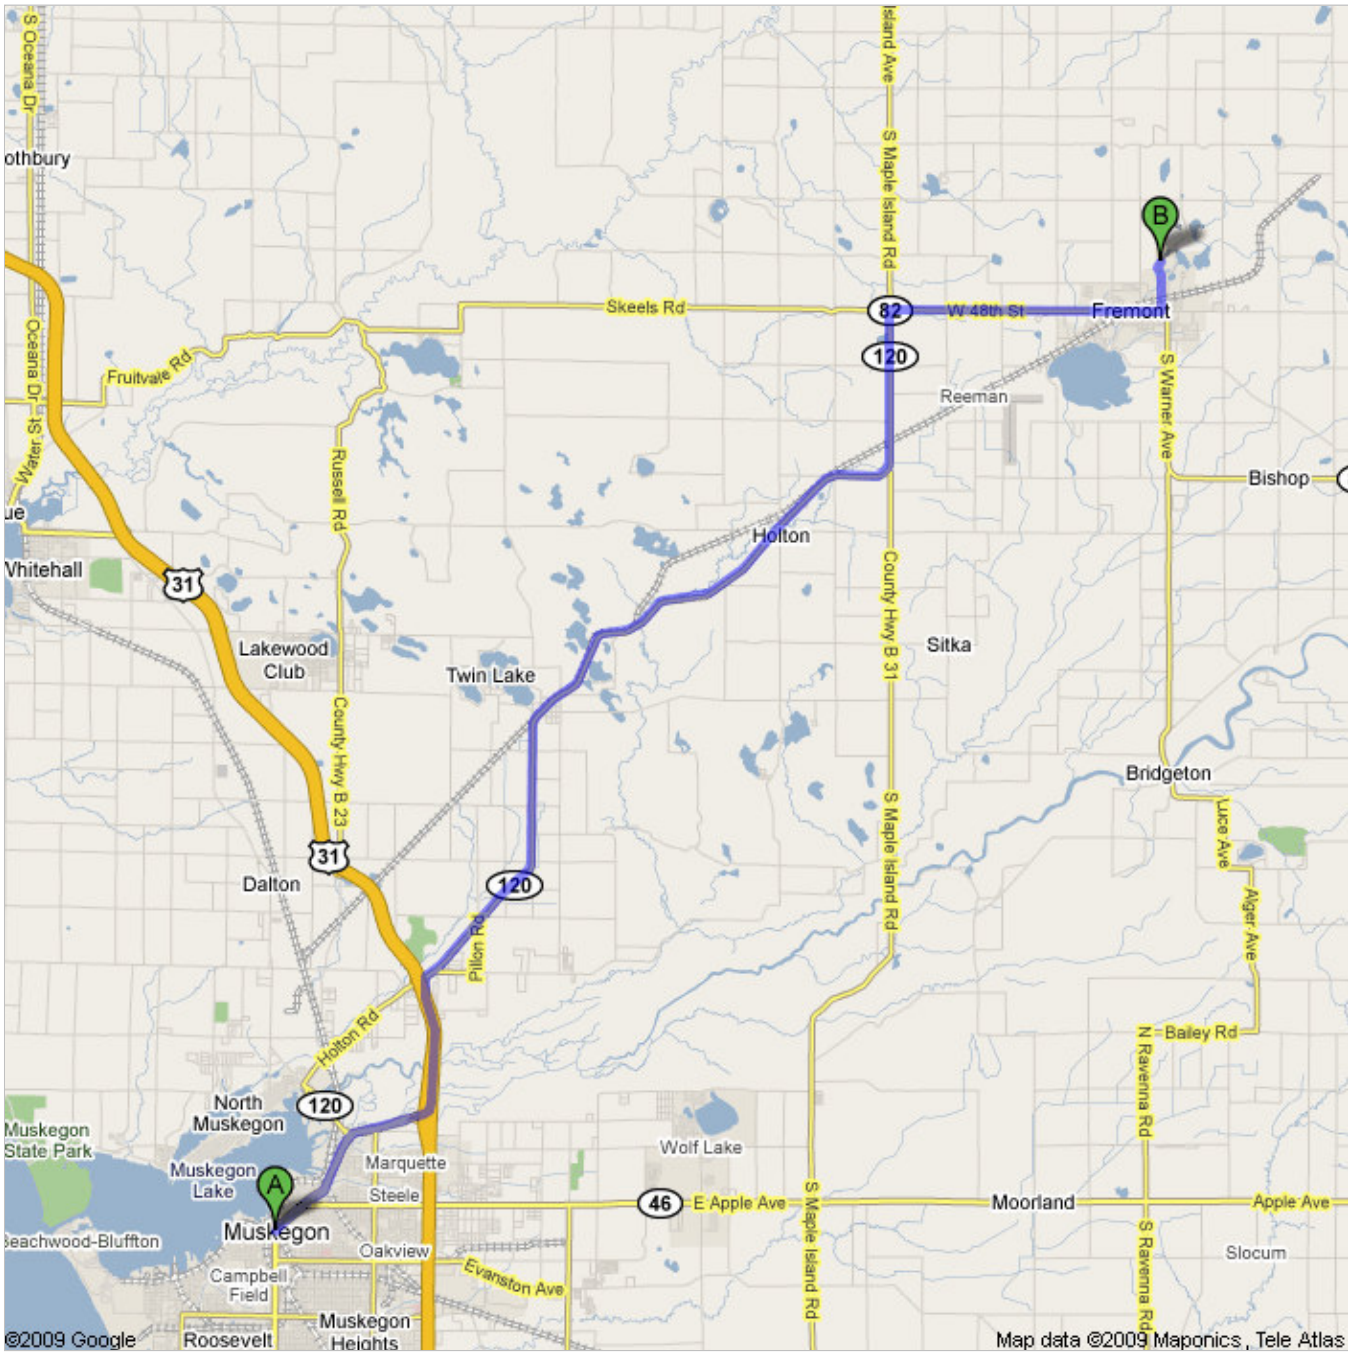 S Oceana Dr
Island Ave
othbury
S Maple Island Rd
B
Skeels Rd
82
W 48th St
Fremont
Oceana Dr
120
Fruitvale Rd
Reeman
S Warner Ave
Water St
Russell Rd
Bishop
ue
Holton
Whitehall
31
County Hwy B 31
Lakewood
Club
Sitka
Twin Lake
County Hwy B 23
Bridgeton
S Maple Island Rd
Luce Ave
31
Dalton
120
Pillon Rd
Alger Ave
Holton Rd
Bailey Rd
N Ravenna Rd
North
Muskegon
120
Muskegon
State Park
Muskegon
Lake
Marquette
Wolf Lake
A
Steele
46
E Apple Ave
Moorland
Apple Ave
Muskegon
S Maple Island Rd
S Ravenna Rd
Beachwood-Bluffton
Oakview
Slocum
Campbell
Field
Evanston Ave
Muskegon
Heights
Roosevelt
©2009 Google
Map data ©2009 Maponics, Tele Atlas